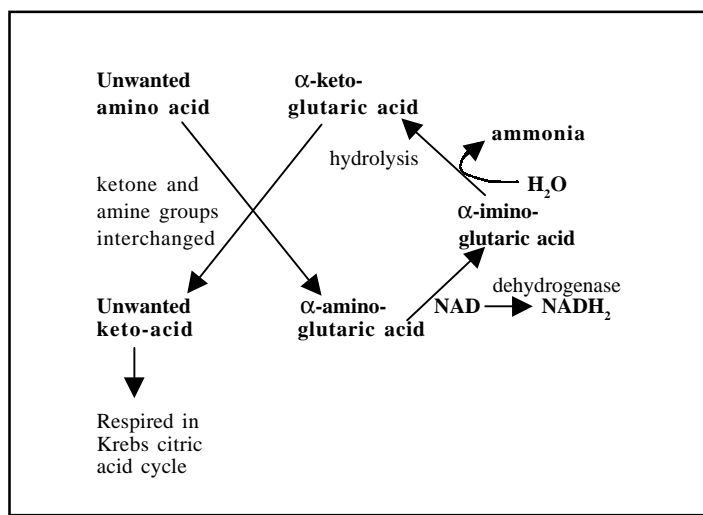 Unwanted
amino acid
α-keto-
glutaric acid
ammonia
hydrolysis
H₂O
ketone and
amine groups
interchanged
α-imino-
glutaric acid
dehydrogenase
Unwanted
keto-acid
α-amino-
glutaric acid
NAD
NADH₂
Respired in
Krebs citric
acid cycle